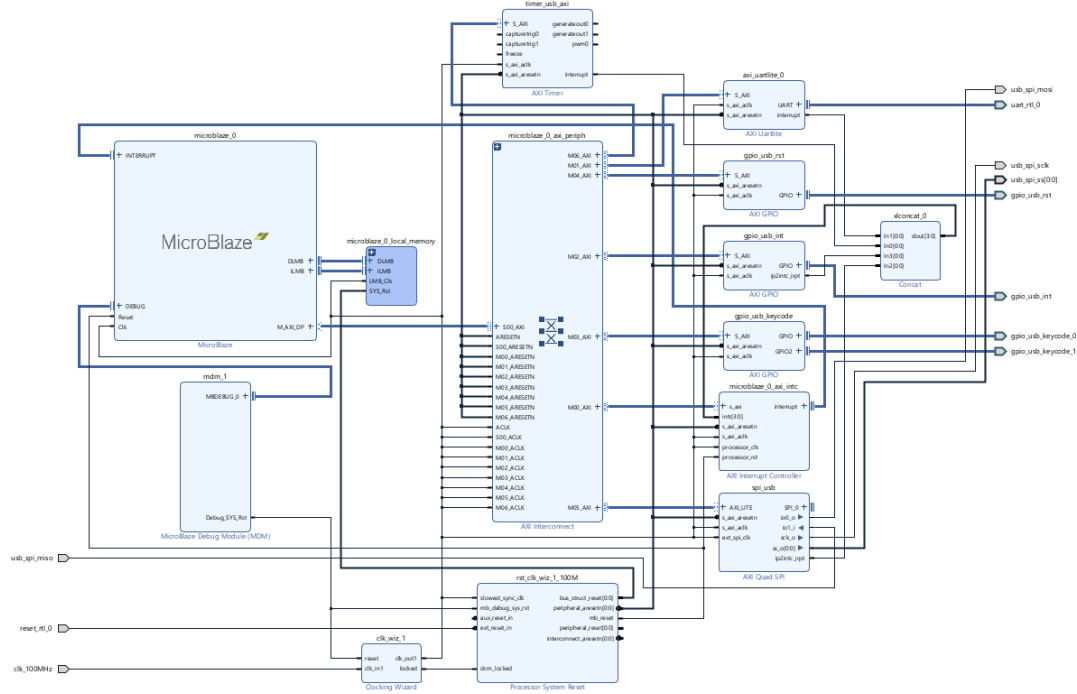 timer_usb_axi
S_AXI
capturetrig0
capturetrig1
freeze
s_axi_aclk
s_axi_aresetn
generateout0
generateout1
pwm0
interrupt
AXI Timer
axi_uartlite_0
S_AXI
s_axi_aclk
s_axi_aresetn
UART
interrupt
AXI Uartlite
usb_spi_mosi
uart_rtl_0
microblaze_0
INTERRUPT
MicroBlaze
DLMB
ILMB
DEBUG
Reset
Clk
M_AXI_DP
MicroBlaze
microblaze_0_local_memory
DLMB
ILMB
LMB_Clk
SYS_Rst
microblaze_0_axi_periph
M06_AXI
M01_AXI
M04_AXI
M02_AXI
M03_AXI
M00_AXI
M05_AXI
S00_AXI
ARESETN
S00_ARESETN
M00_ARESETN
M01_ARESETN
M02_ARESETN
M03_ARESETN
M04_ARESETN
M05_ARESETN
M06_ARESETN
ACLK
S00_ACLK
M00_ACLK
M01_ACLK
M02_ACLK
M03_ACLK
M04_ACLK
M05_ACLK
M06_ACLK
AXI Interconnect
gpio_usb_rst
S_AXI
s_axi_aresetn
s_axi_aclk
GPIO
AXI GPIO
usb_spi_sclk
usb_spi_ss[0:0]
gpio_usb_rst
xlconcat_0
In1[0:0]
In0[0:0]
In3[0:0]
In2[0:0]
dout[3:0]
Concat
gpio_usb_int
S_AXI
s_axi_aresetn
s_axi_aclk
GPIO
ip2intc_irpt
AXI GPIO
gpio_usb_int
gpio_usb_keycode
S_AXI
s_axi_aresetn
s_axi_aclk
GPIO
GPIO2
AXI GPIO
gpio_usb_keycode_0
gpio_usb_keycode_1
microblaze_0_axi_intc
s_axi
intr[3:0]
s_axi_aresetn
s_axi_aclk
processor_clk
processor_rst
interrupt
AXI Interrupt Controller
spi_usb
AXI_LITE
s_axi_aresetn
s_axi_aclk
ext_spi_clk
SPI_0
io0_o
io1_i
sck_o
ss_o[0:0]
ip2intc_irpt
AXI Quad SPI
mdm_1
MBDEBUG_0
Debug_SYS_Rst
MicroBlaze Debug Module (MDM)
usb_spi_miso
reset_rtl_0
clk_100MHz
clk_wiz_1
reset
clk_in1
clk_out1
locked
Clocking Wizard
rst_clk_wiz_1_100M
slowest_sync_clk
mb_debug_sys_rst
aux_reset_in
ext_reset_in
dcm_locked
bus_struct_reset[0:0]
peripheral_aresetn[0:0]
mb_reset
peripheral_reset[0:0]
interconnect_aresetn[0:0]
Processor System Reset